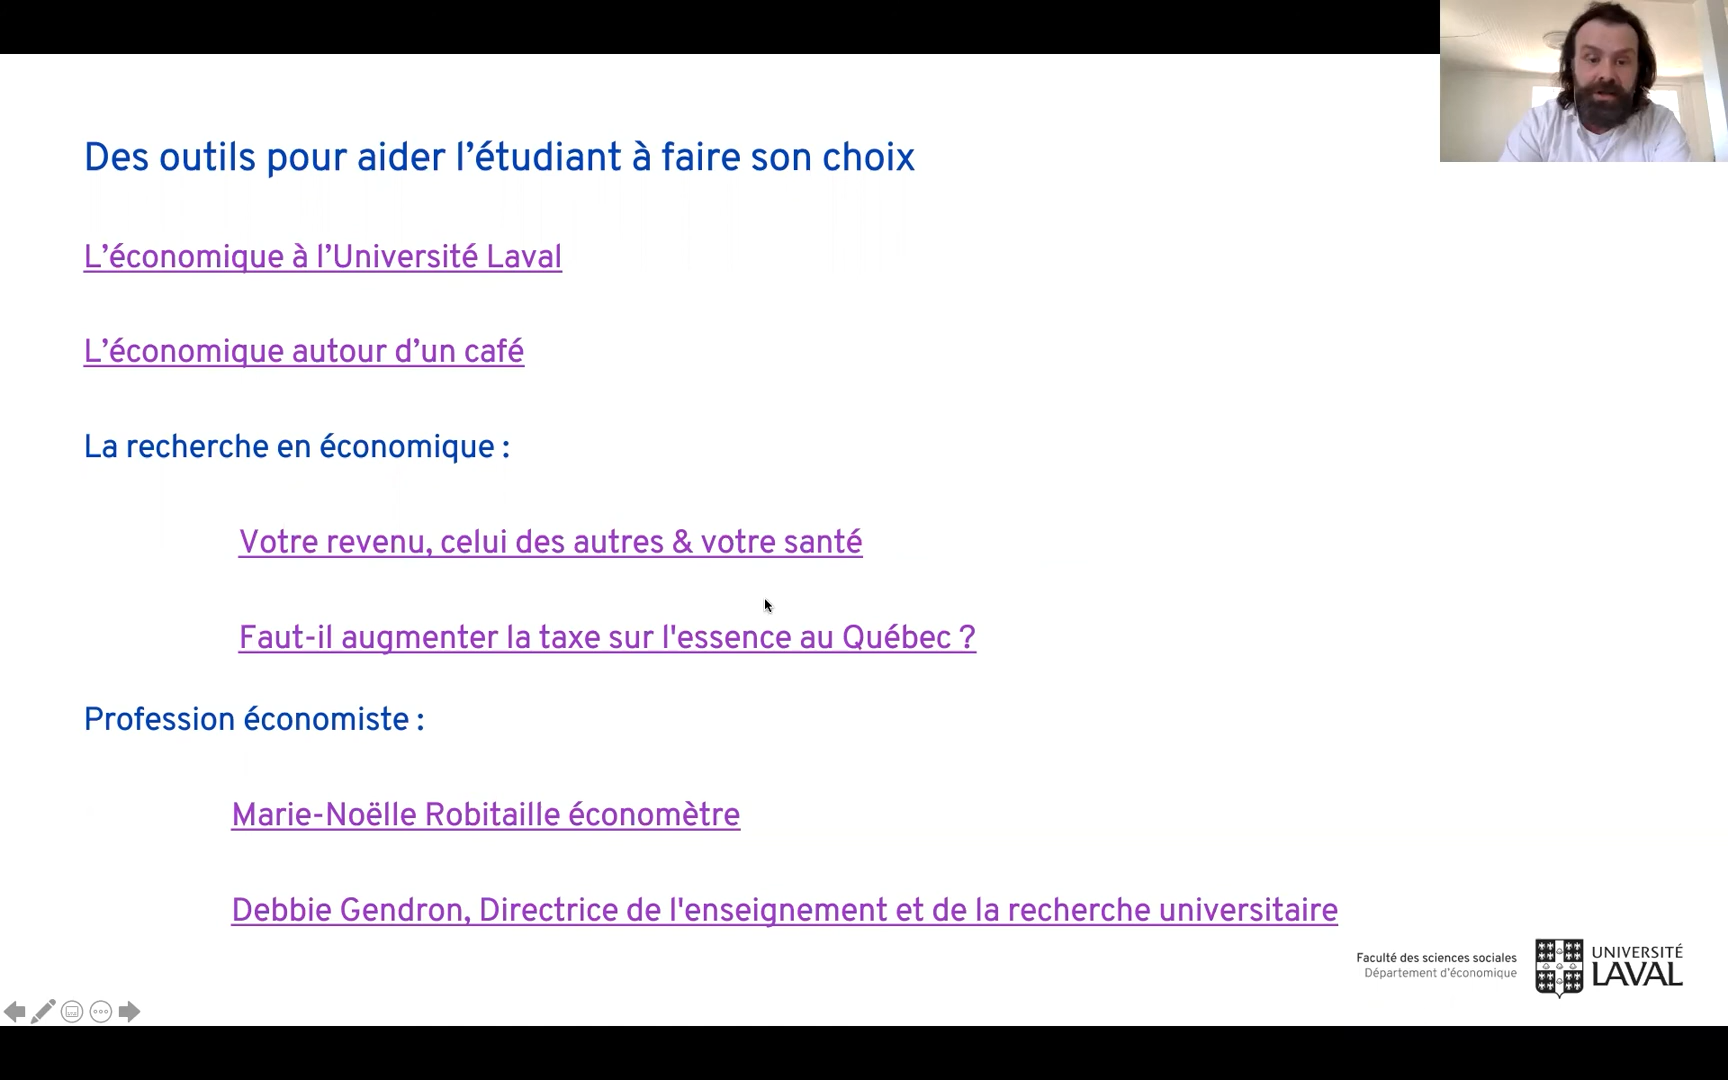 Des outils pour aider l’étudiant à faire son choix
L’économique à l’Université Laval
L’économique autour d’un café
La recherche en économique :
Votre revenu, celui des autres & votre santé
Faut-il augmenter la taxe sur l'essence au Québec ?
Profession économiste :
Marie-Noëlle Robitaille économètre
Debbie Gendron, Directrice de l'enseignement et de la recherche universitaire
Faculté des sciences sociales
Département d’économique
UNIVERSITÉ
LAVAL